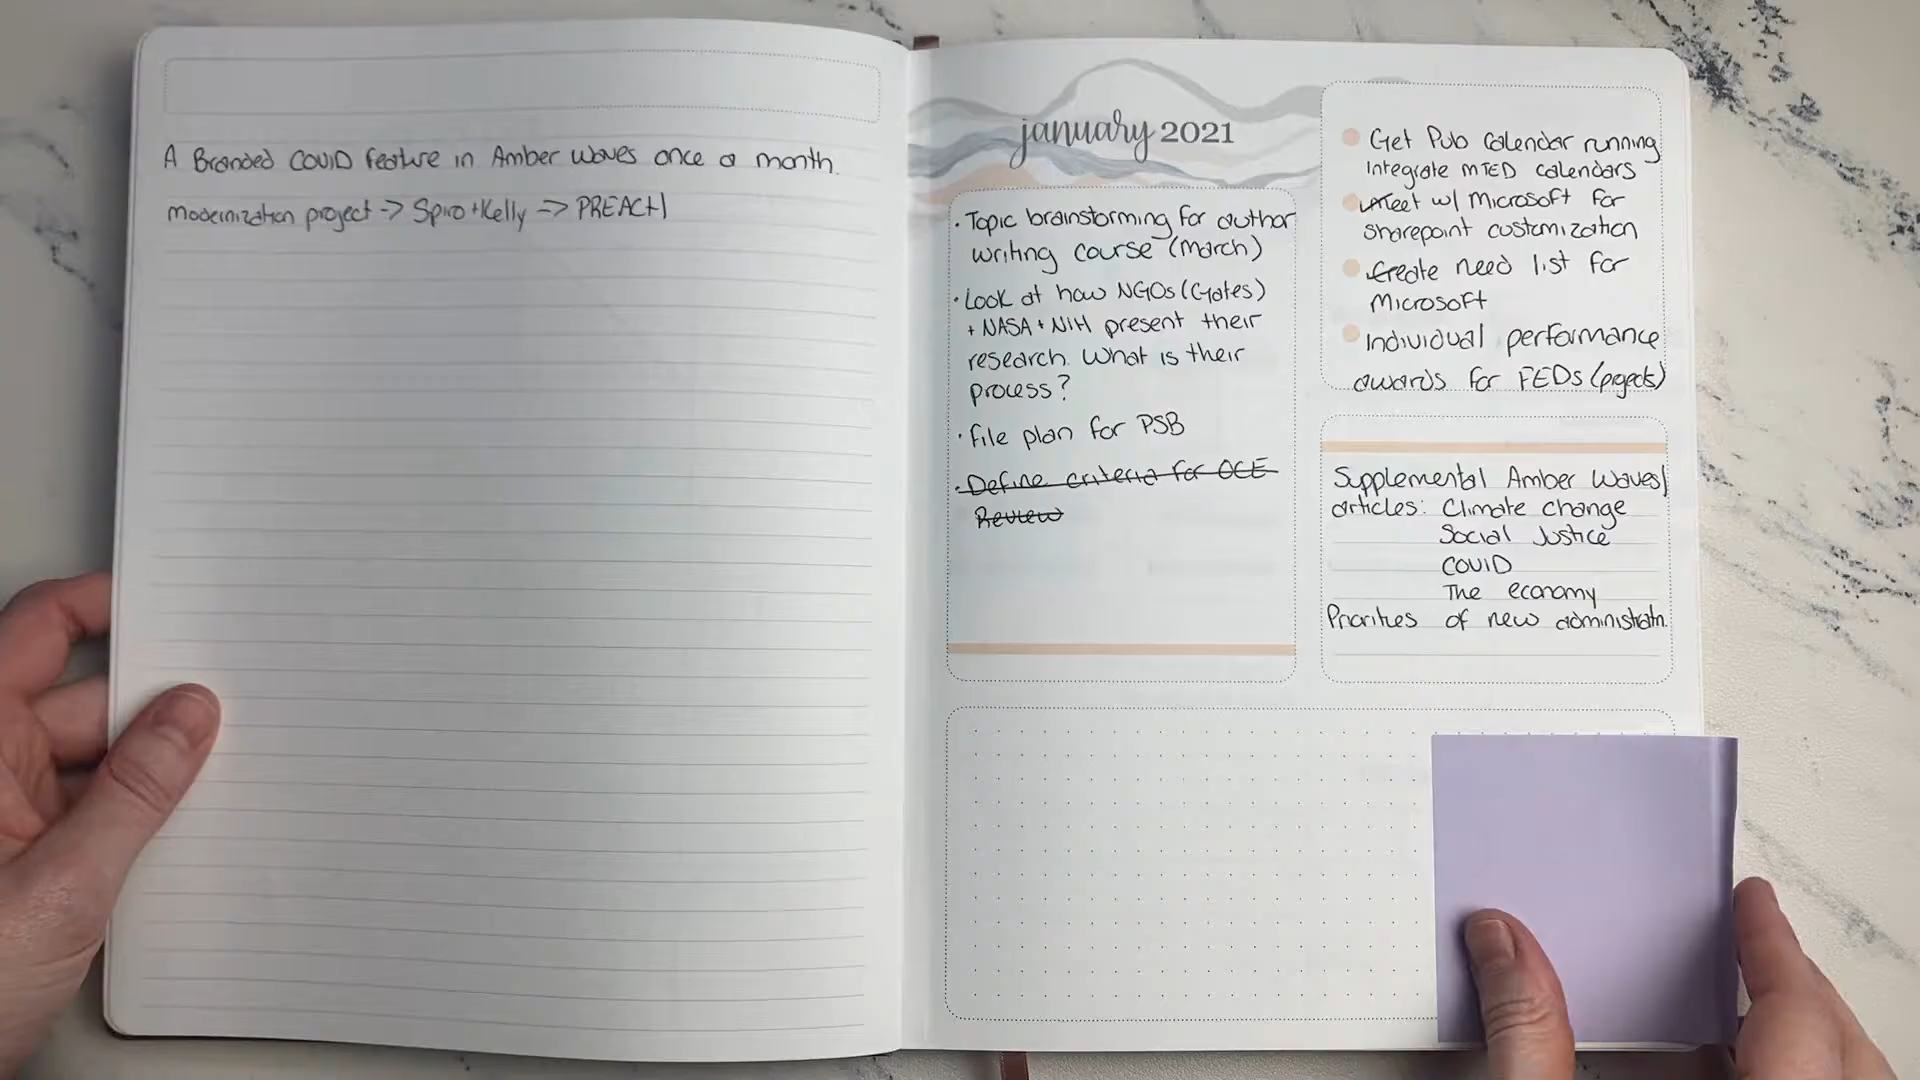 A Branded COVID feature in Amber Waves once a month.
modernization project -> Spiro + Kelly -> PREACH
january 2021
• Topic brainstorming for author
writing course (March)
• Look at how NGOs (Gates)
+ NASA + NIH present their
research. What is their
process?
• File plan for PSB
• Define criteria for OCE
Review
Get Pub Calendar running
Integrate MTED calendars
Meet w/ Microsoft for
Sharepoint customization
Create need list for
Microsoft
Individual performance
awards for FEDs (projects)
Supplemental Amber Waves/
articles: Climate change
Social Justice
COVID
The economy
Priorities of new administratn.